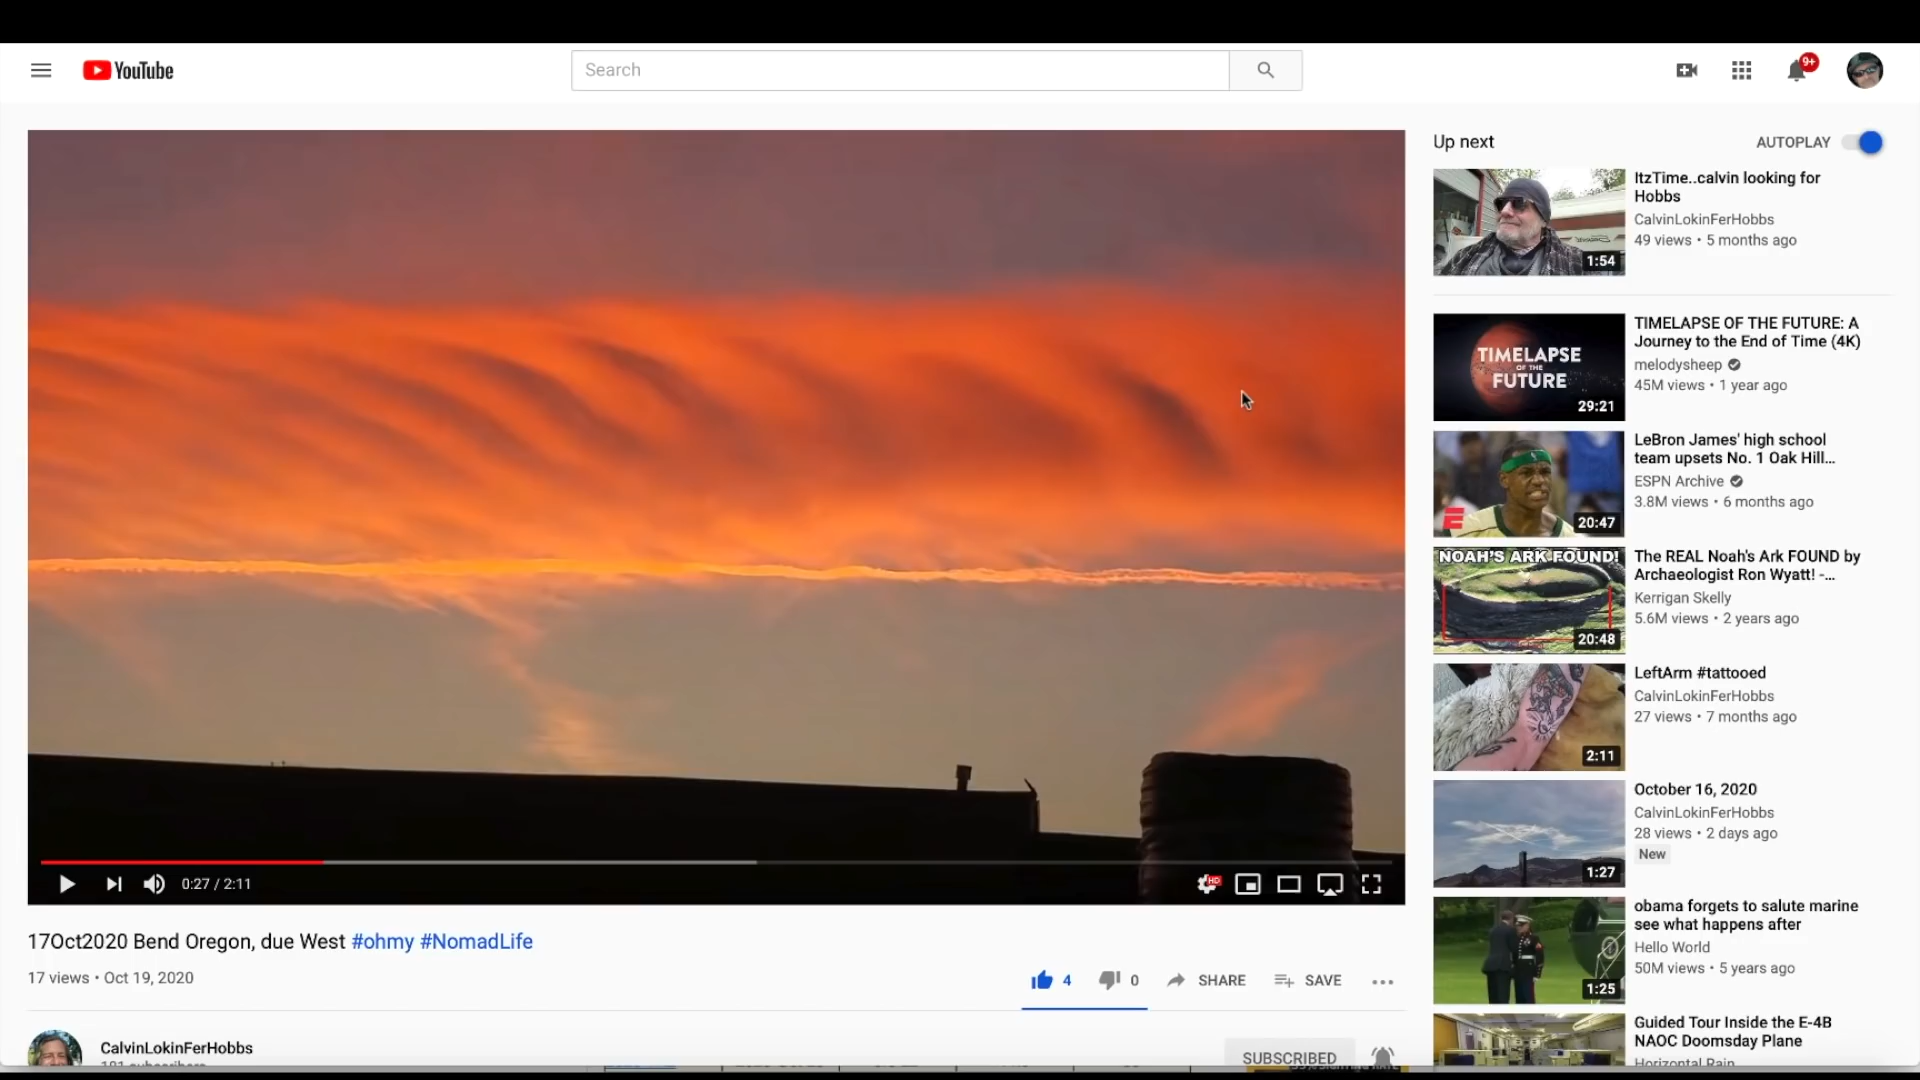 YouTube
Search
9+
Up next
AUTOPLAY
1:54
ItzTime..calvin looking for
Hobbs
CalvinLokinFerHobbs
49 views • 5 months ago
TIMELAPSE
OF THE
FUTURE
29:21
TIMELAPSE OF THE FUTURE: A
Journey to the End of Time (4K)
melodysheep
45M views • 1 year ago
20:47
LeBron James' high school
team upsets No. 1 Oak Hill...
ESPN Archive
3.8M views • 6 months ago
NOAH'S ARK FOUND!
20:48
The REAL Noah's Ark FOUND by
Archaeologist Ron Wyatt! -...
Kerrigan Skelly
5.6M views • 2 years ago
2:11
LeftArm #tattooed
CalvinLokinFerHobbs
27 views • 7 months ago
1:27
October 16, 2020
CalvinLokinFerHobbs
28 views • 2 days ago
New
1:25
obama forgets to salute marine
see what happens after
Hello World
50M views • 5 years ago
Guided Tour Inside the E-4B
NAOC Doomsday Plane
Horizontal Rain
0:27 / 2:11
HD
17Oct2020 Bend Oregon, due West #ohmy #NomadLife
17 views • Oct 19, 2020
4
0
SHARE
SAVE
CalvinLokinFerHobbs
SUBSCRIBED